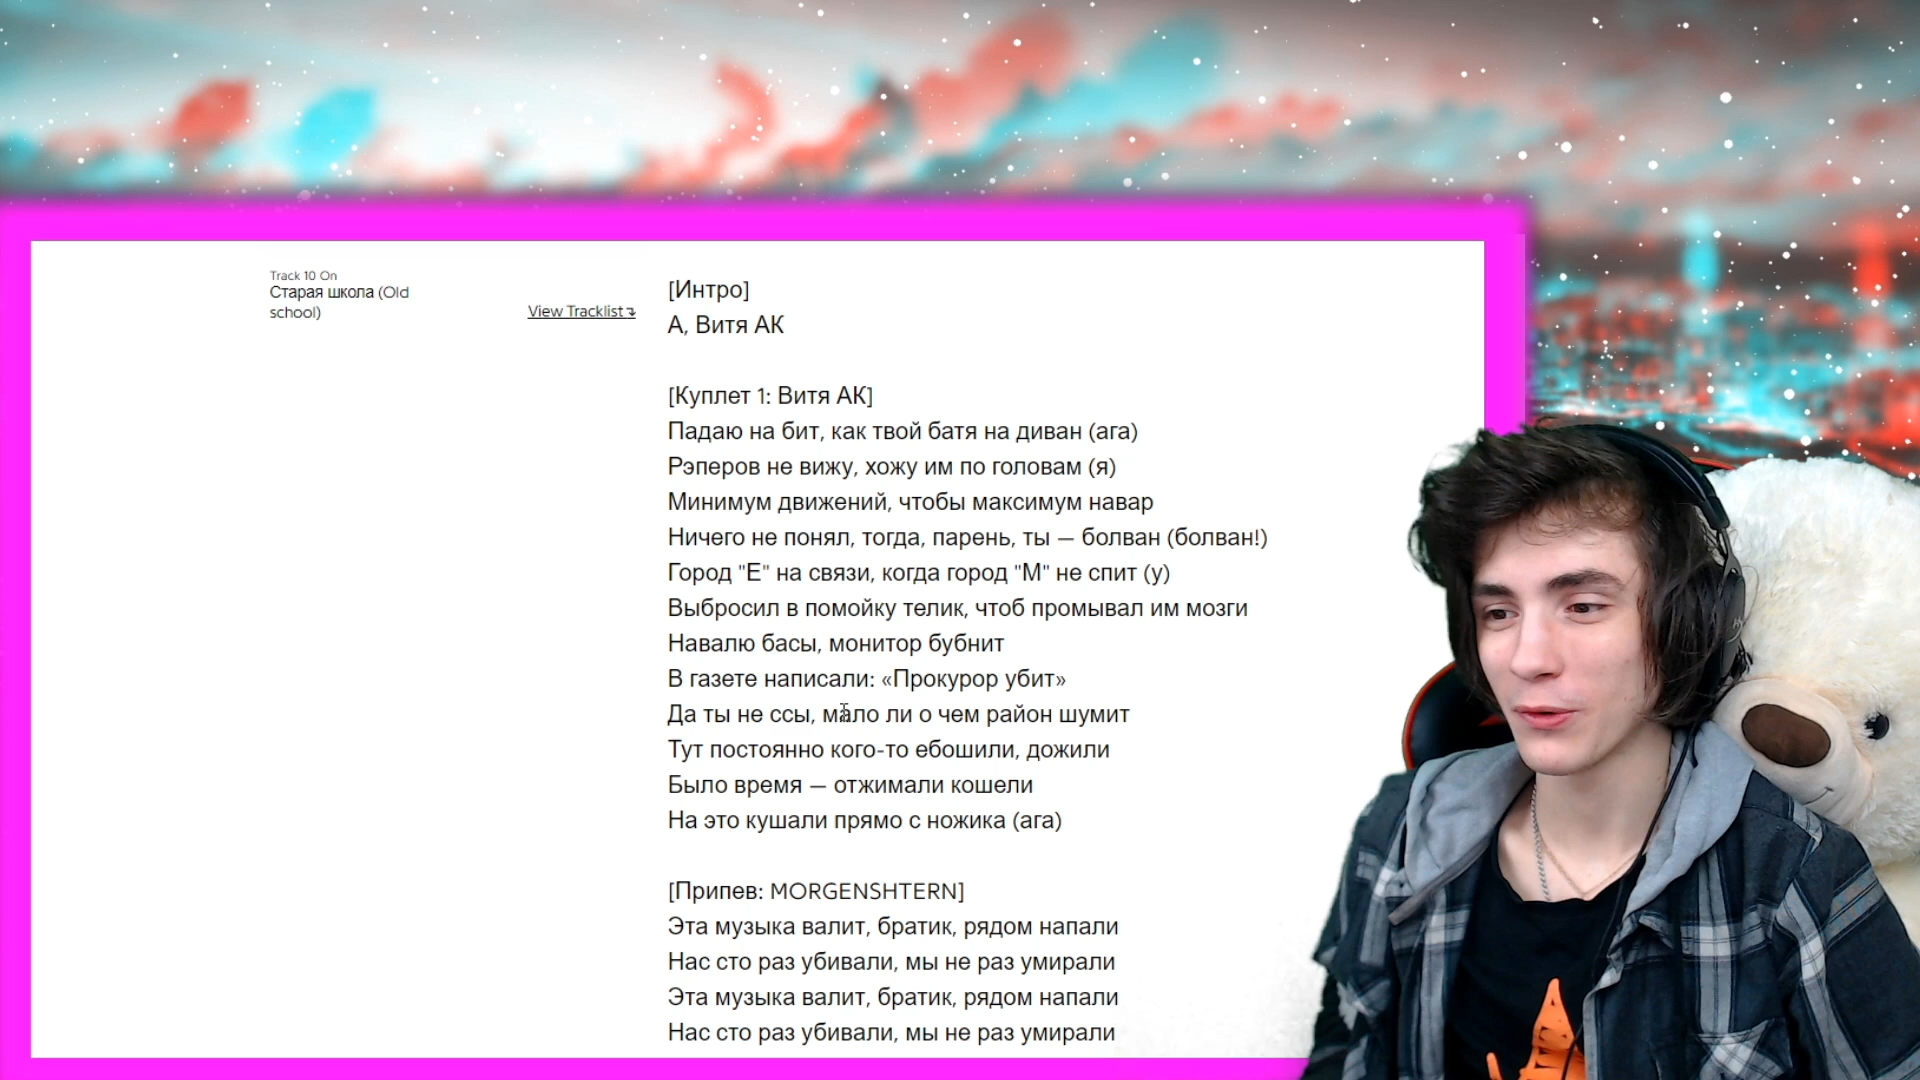 Track 10 On
Старая школа (Old
school)
View Tracklist
[Интро]
А, Витя АК
[Куплет 1: Витя АК]
Падаю на бит, как твой батя на диван (ага)
Рэперов не вижу, хожу им по головам (я)
Минимум движений, чтобы максимум навар
Ничего не понял, тогда, парень, ты — болван (болван!)
Город "Е" на связи, когда город "М" не спит (у)
Выбросил в помойку телик, чтоб промывал им мозги
Навалю басы, монитор бубнит
В газете написали: «Прокурор убит»
Да ты не ссы, мало ли о чем район шумит
Тут постоянно кого-то ебошили, дожили
Было время — отжимали кошели
На это кушали прямо с ножика (ага)
[Припев: MORGENSHTERN]
Эта музыка валит, братик, рядом напали
Нас сто раз убивали, мы не раз умирали
Эта музыка валит, братик, рядом напали
Нас сто раз убивали, мы не раз умирали